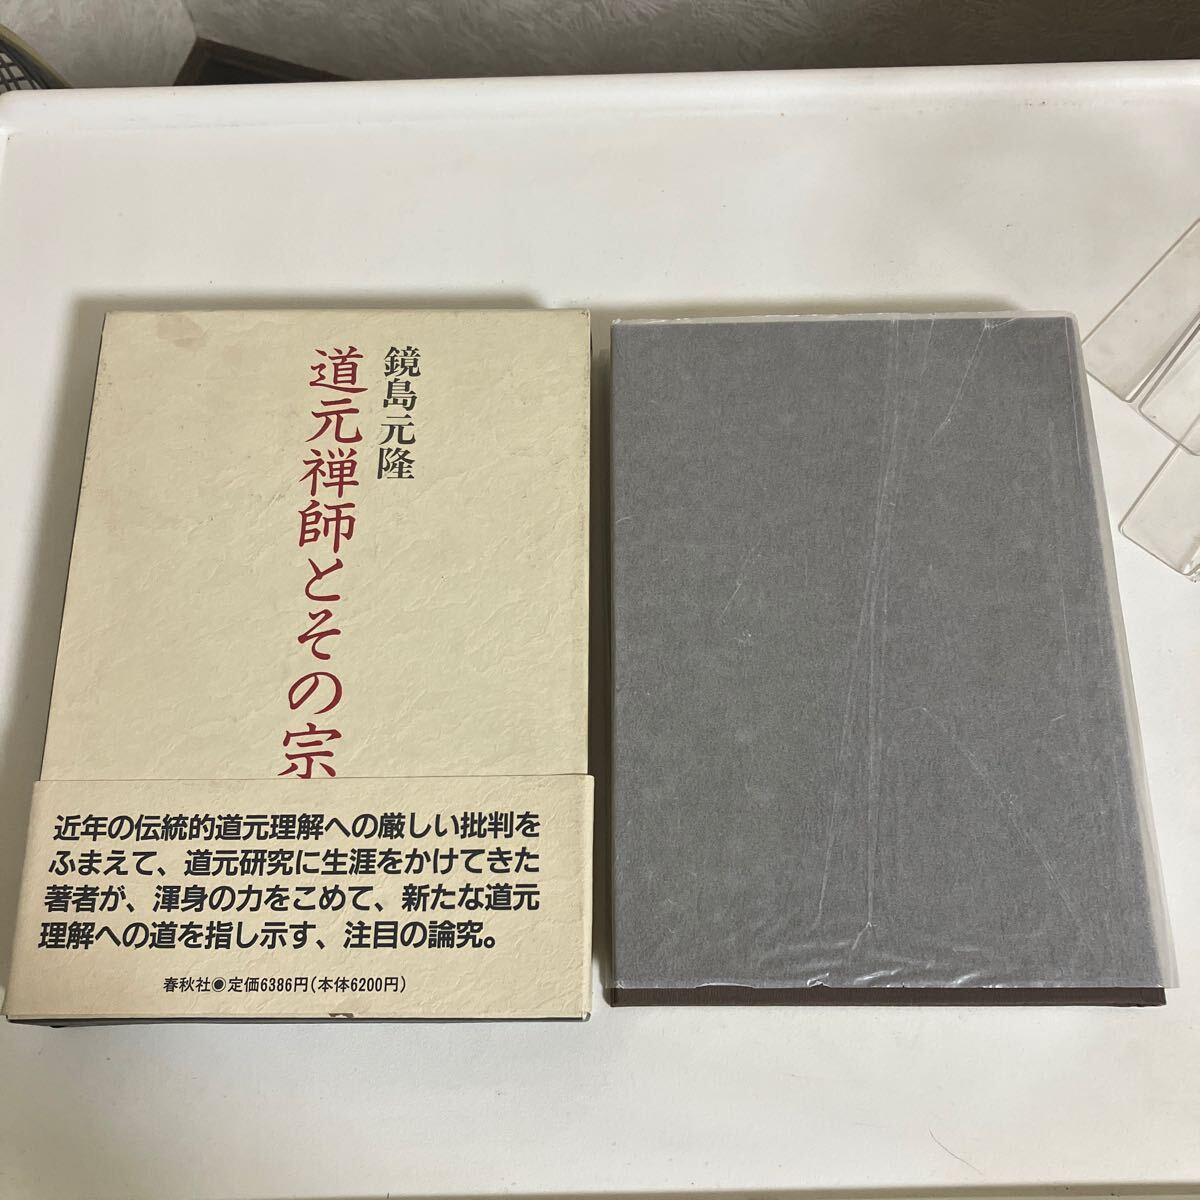 鏡島元隆
道元禅師とその宗
近年の伝統的道元理解への厳しい批判を
ふまえて、道元研究に生涯をかけてきた
著者が、渾身の力をこめて、新たな道元
理解への道を指し示す、注目の論究。
春秋社◉定価6386円(本体6200円)